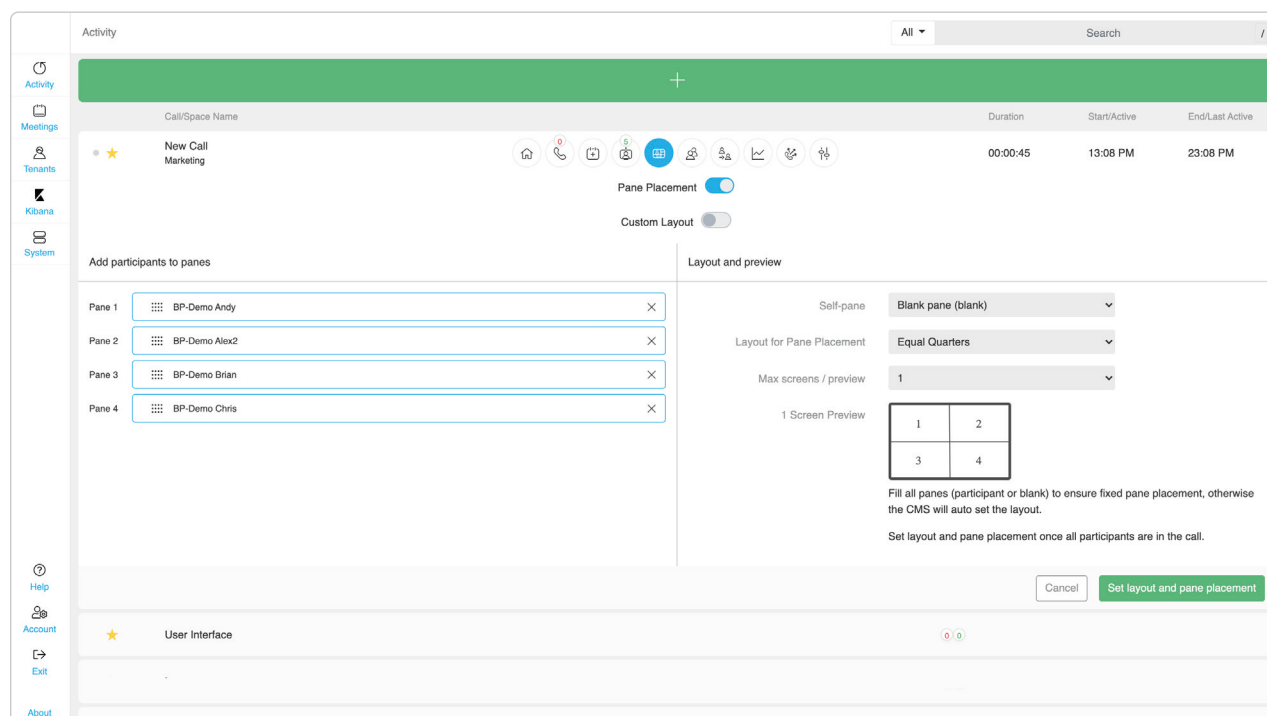 Activity
All
Search
/
Activity
Meetings
Tenants
Kibana
System
Call/Space Name
Duration
Start/Active
End/Last Active
New Call
Marketing
0
5
00:00:45
13:08 PM
23:08 PM
Pane Placement
Custom Layout
Add participants to panes
Layout and preview
Pane 1
BP-Demo Andy
Pane 2
BP-Demo Alex2
Pane 3
BP-Demo Brian
Pane 4
BP-Demo Chris
Self-pane
Blank pane (blank)
Layout for Pane Placement
Equal Quarters
Max screens / preview
1
1 Screen Preview
1 2
3 4
Fill all panes (participant or blank) to ensure fixed pane placement, otherwise
the CMS will auto set the layout.
Set layout and pane placement once all participants are in the call.
Cancel
Set layout and pane placement
User Interface
0 0
Help
Account
Exit
About